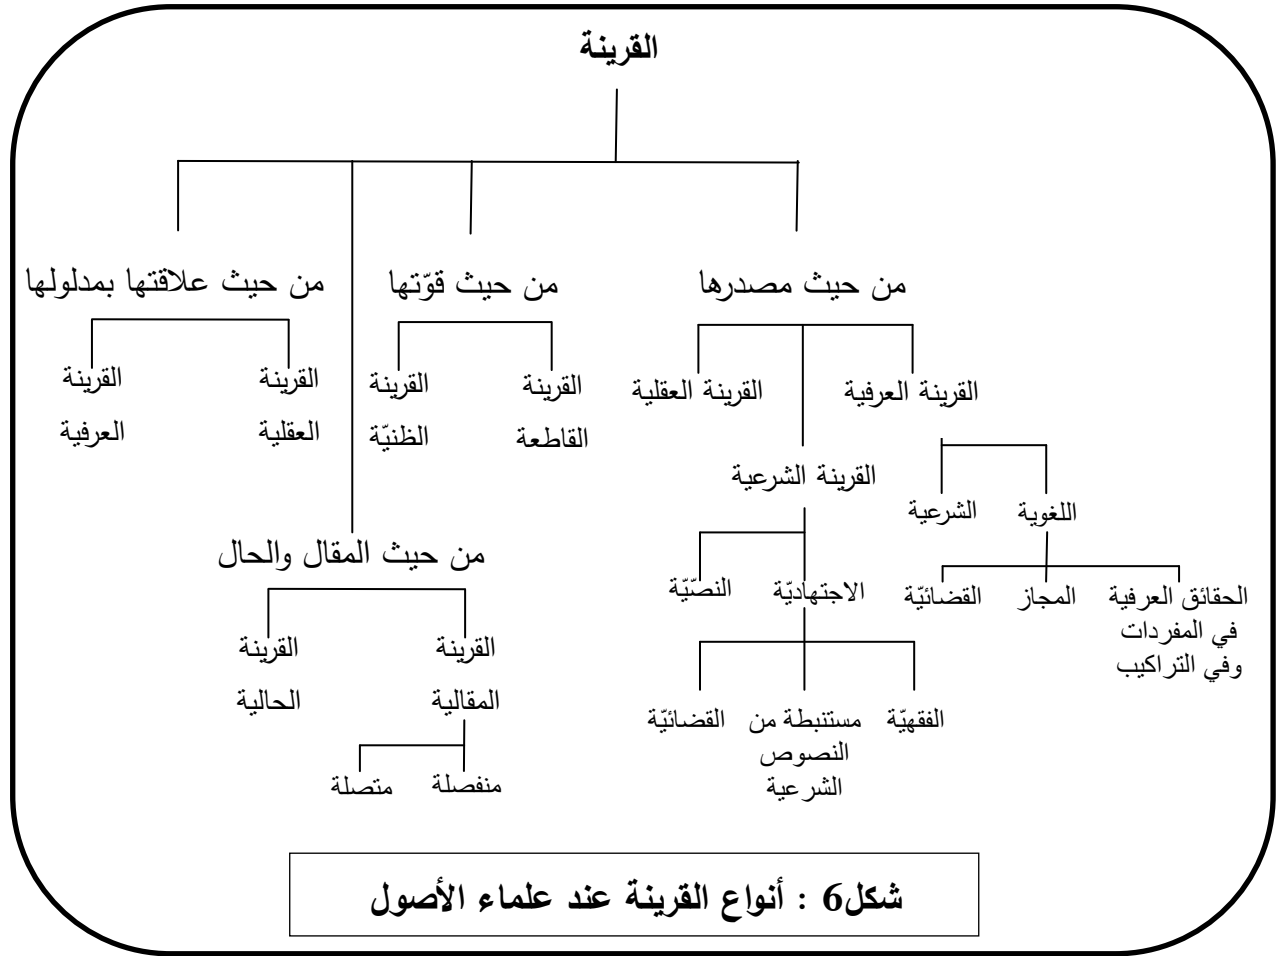 القرينة
من حيث مصدرها
من حيث قوّتها
من حيث علاقتها بمدلولها
القرينة العرفية
القرينة العقلية
القرينة
القاطعة
القرينة
الظنيّة
القرينة
العقلية
القرينة
العرفية
القرينة الشرعية
اللغوية
الشرعية
من حيث المقال والحال
الحقائق العرفية
في المفردات
وفي التراكيب
المجاز
القضائيّة
الاجتهاديّة
النصّيّة
القرينة
المقالية
القرينة
الحالية
الفقهيّة
مستنبطة من
النصوص
الشرعية
القضائيّة
منفصلة
متصلة
شكل6 : أنواع القرينة عند علماء الأصول